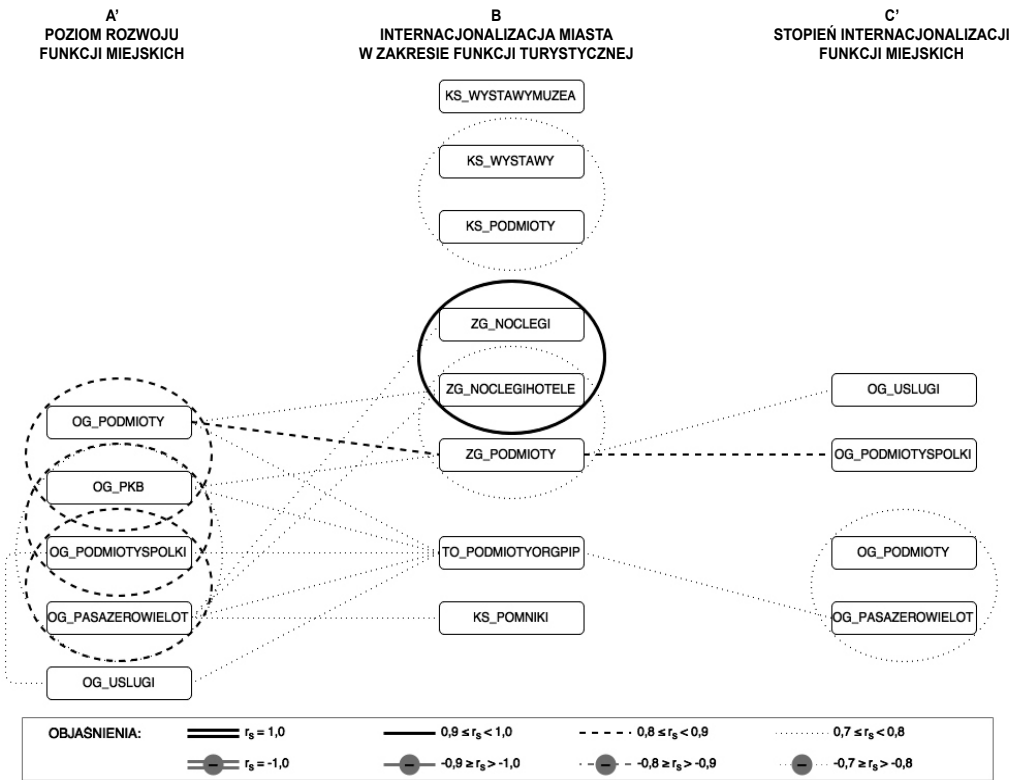 A'
POZIOM ROZWOJU
FUNKCJI MIEJSKICH
B
INTERNACJONALIZACJA MIASTA
W ZAKRESIE FUNKCJI TURYSTYCZNEJ
C'
STOPIEŃ INTERNACJONALIZACJI
FUNKCJI MIEJSKICH
KS_WYSTAWYMUZEA
KS_WYSTAWY
KS_PODMIOTY
ZG_NOCLEGI
ZG_NOCLEGIHOTELE
ZG_PODMIOTY
TO_PODMIOTYORGPIP
KS_POMNIKI
OG_PODMIOTY
OG_PKB
OG_PODMIOTYSPOLKI
OG_PASAZEROWIELOT
OG_USLUGI
OG_USLUGI
OG_PODMIOTYSPOLKI
OG_PODMIOTY
OG_PASAZEROWIELOT
OBJAŚNIENIA:
rs = 1,0
0,9 ≤ rs < 1,0
0,8 ≤ rs < 0,9
0,7 ≤ rs < 0,8
rs = -1,0
-0,9 ≥ rs > -1,0
-0,8 ≥ rs > -0,9
-0,7 ≥ rs > -0,8